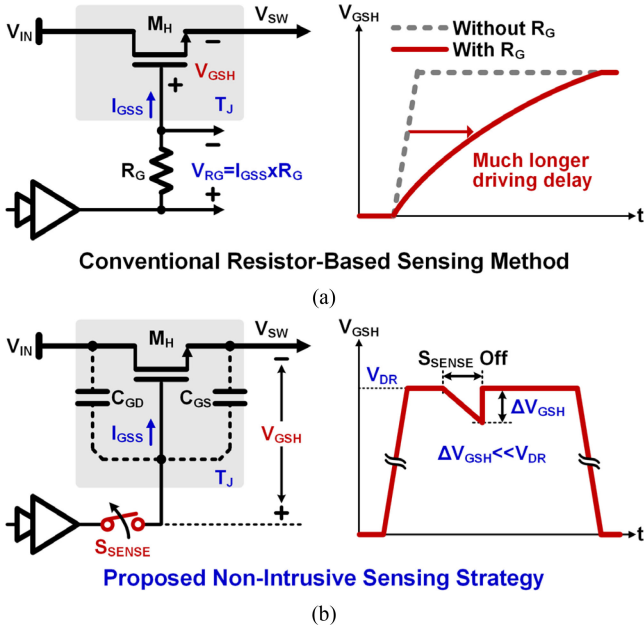 M_H
V_SW
V_IN
V_GSH
I_GSS
T_J
R_G
V_RG=I_GSSxR_G
V_GSH
Without R_G
With R_G
Much longer
driving delay
t
Conventional Resistor-Based Sensing Method
(a)
M_H
V_SW
V_IN
C_GD
C_GS
I_GSS
V_GSH
T_J
S_SENSE
V_GSH
S_SENSE Off
V_DR
ΔV_GSH
ΔV_GSH<<V_DR
t
Proposed Non-Intrusive Sensing Strategy
(b)